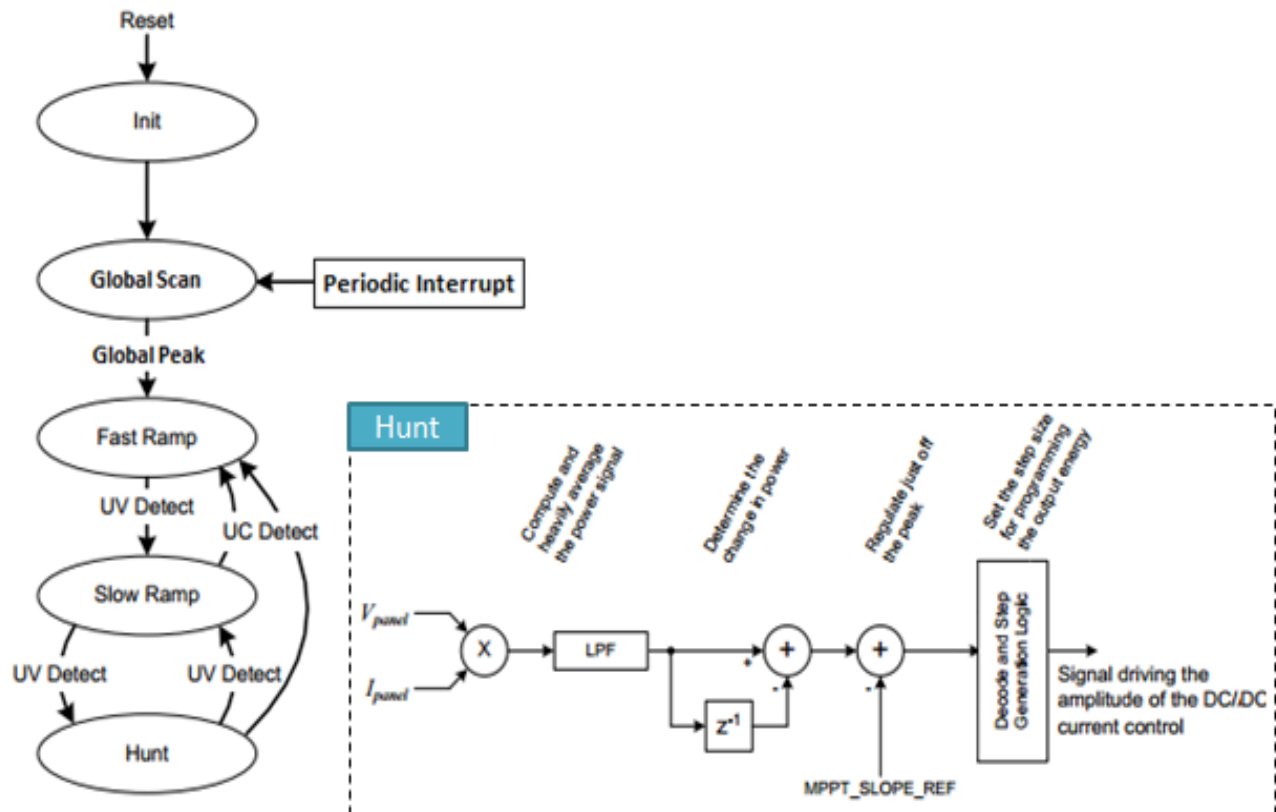 Reset
Init
Global Scan
Periodic Interrupt
Global Peak
Fast Ramp
UV Detect
UC Detect
Slow Ramp
UV Detect
UV Detect
Hunt
Hunt
Compute and
heavily average
the power signal
Determine the
change in power
Regulate just off
the peak
Set the step size
for programming
the output energy
V_panel
I_panel
X
LPF
+
-
+
Z^-1
+
-
MPPT_SLOPE_REF
Decode and Step
Generation Logic
Signal driving the
amplitude of the DC/DC
current control